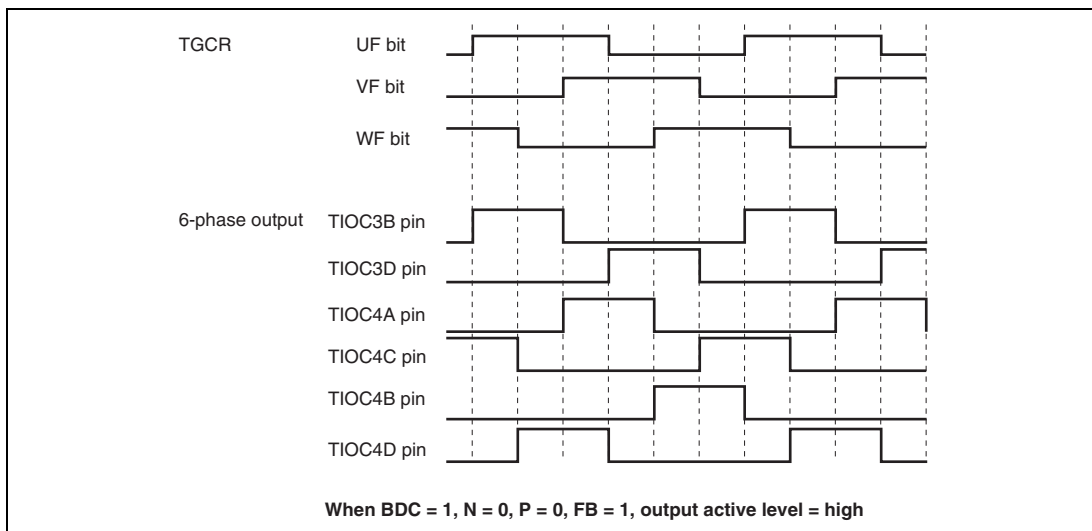 TGCR UF bit
VF bit
WF bit
6-phase output TIOC3B pin
TIOC3D pin
TIOC4A pin
TIOC4C pin
TIOC4B pin
TIOC4D pin
When BDC = 1, N = 0, P = 0, FB = 1, output active level = high